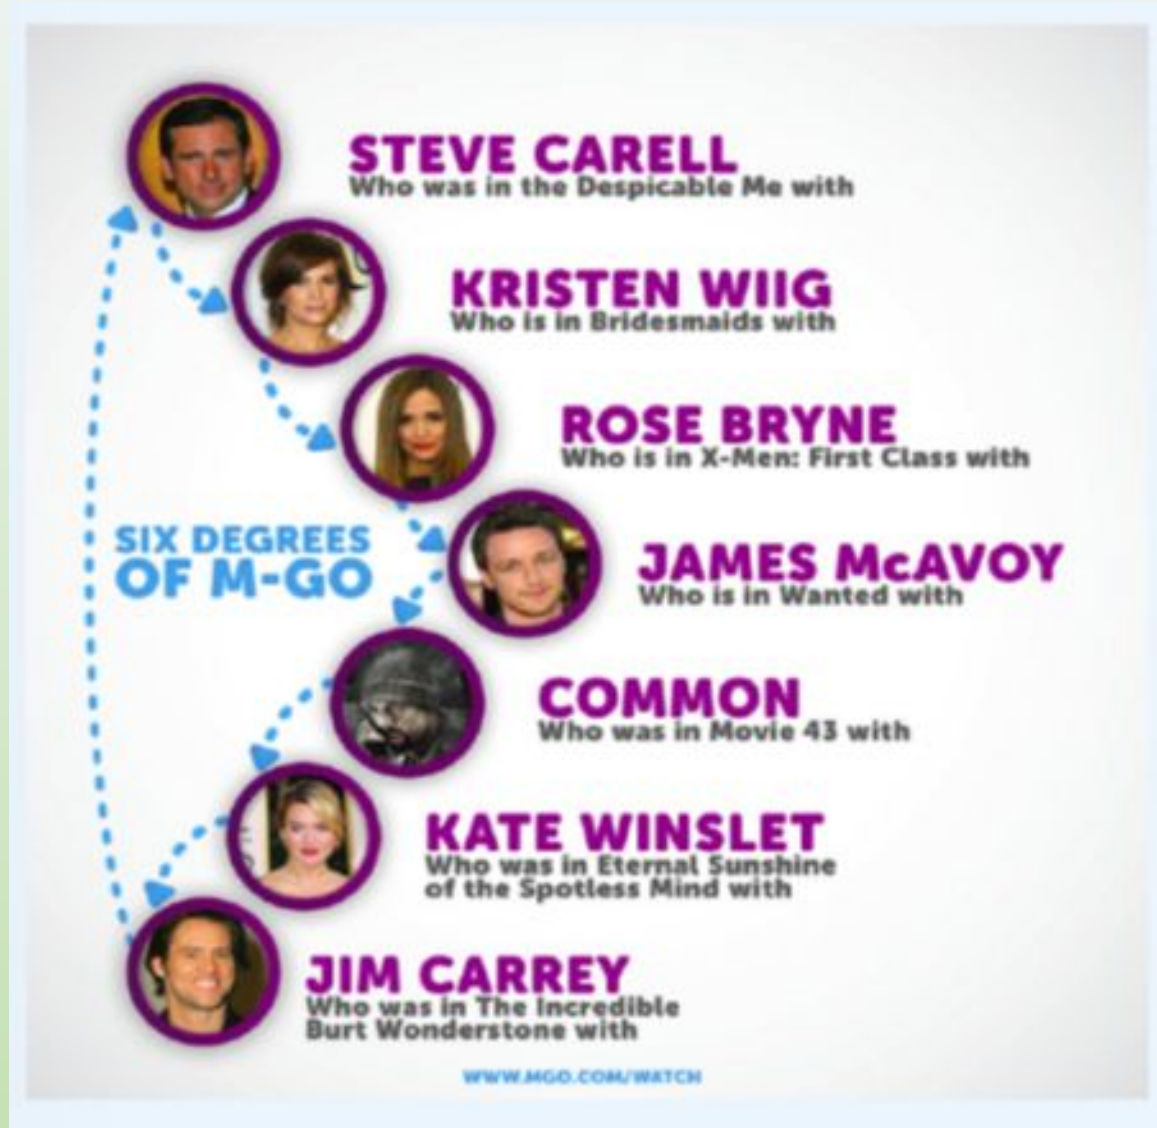 STEVE CARELL
Who was in the Despicable Me with
KRISTEN WIIG
Who is in Bridesmaids with
ROSE BRYNE
Who is in X-Men: First Class with
SIX DEGREES
OF M-GO
JAMES McAVOY
Who is in Wanted with
COMMON
Who was in Movie 43 with
KATE WINSLET
Who was in Eternal Sunshine
of the Spotless Mind with
JIM CARREY
Who was in The Incredible
Burt Wonderstone with
WWW.MGO.COM/WATCH